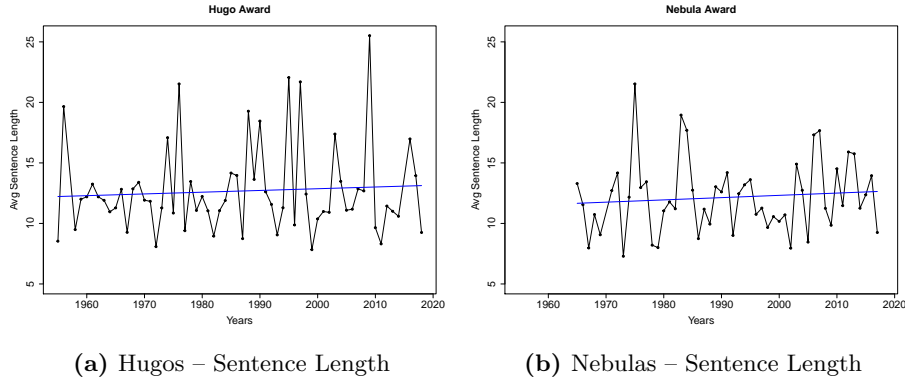 Hugo Award
Avg Sentence Length
5
10
15
20
25
1960 1970 1980 1990 2000 2010 2020
Years
(a) Hugos – Sentence Length
Nebula Award
Avg Sentence Length
5
10
15
20
25
1960 1970 1980 1990 2000 2010 2020
Years
(b) Nebulas – Sentence Length